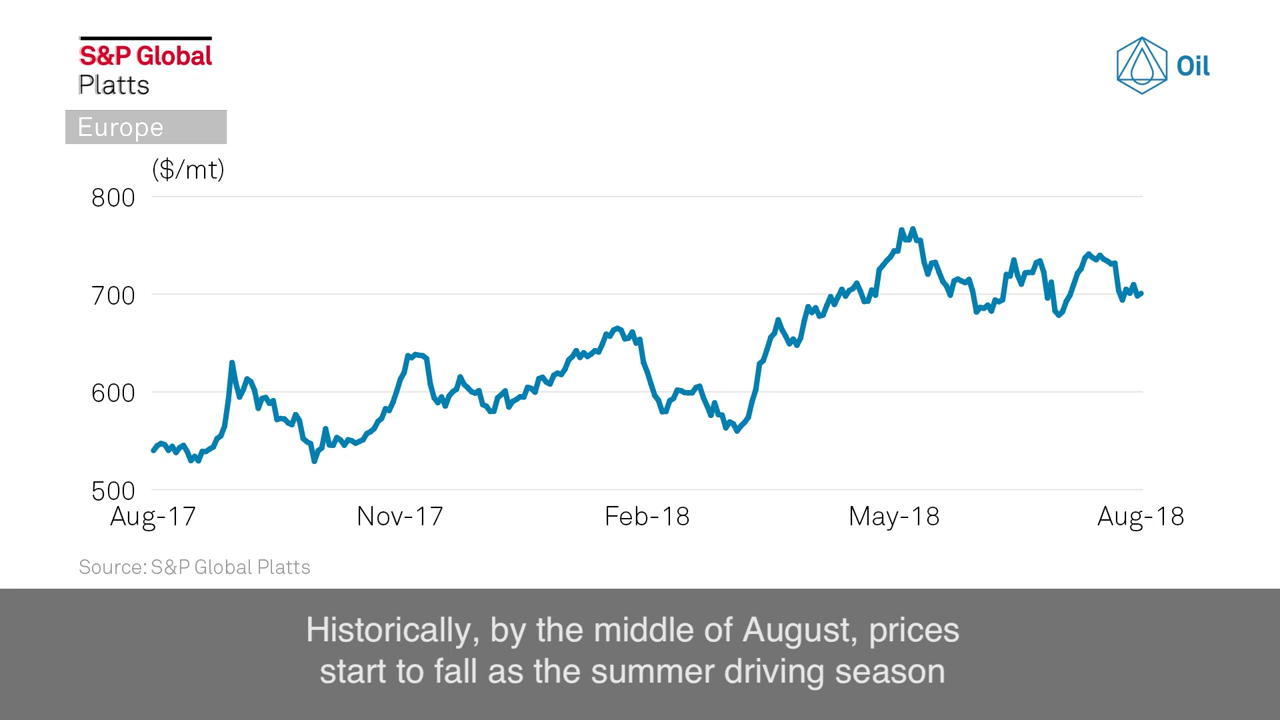 S&P Global
Platts
Oil
Europe
($/mt)
800
700
600
500
Aug-17 Nov-17 Feb-18 May-18 Aug-18
Source: S&P Global Platts
Historically, by the middle of August, prices
start to fall as the summer driving season